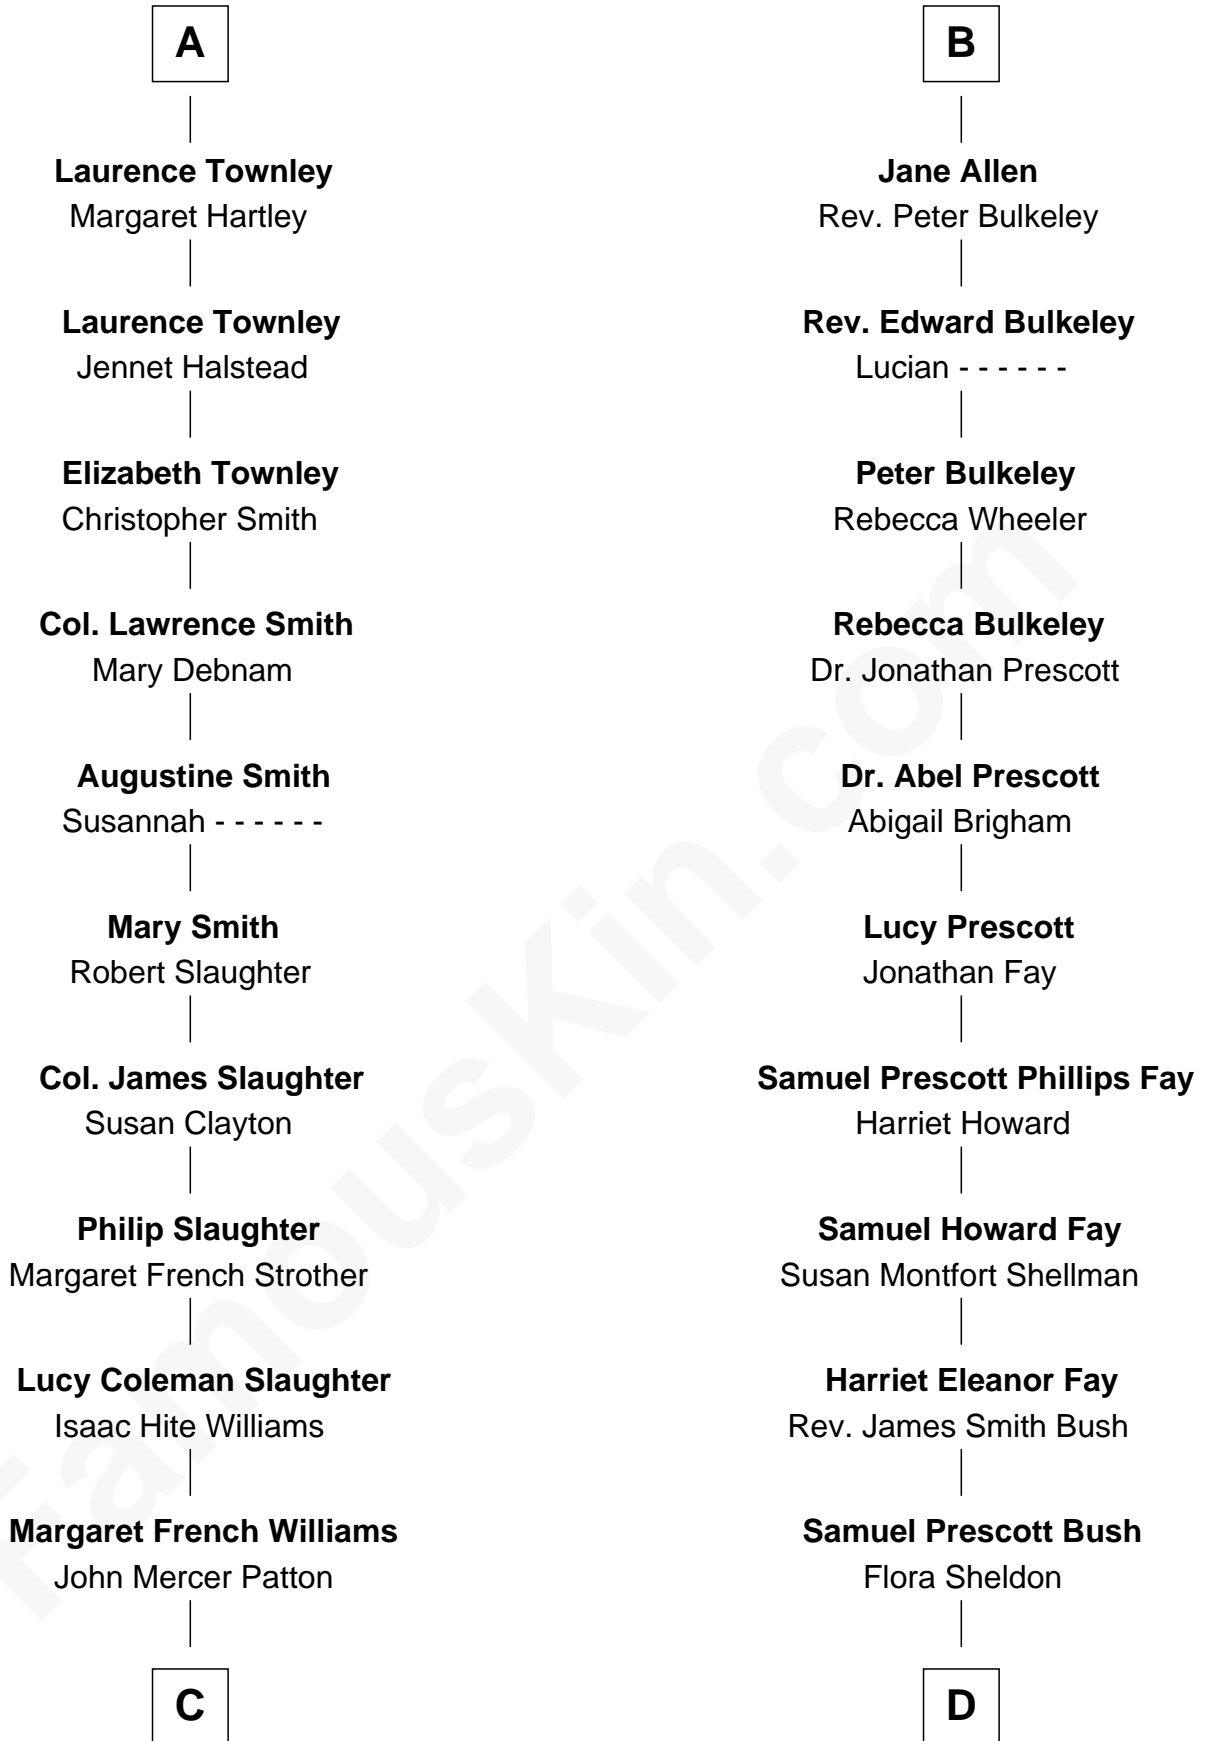 A
Laurence Townley
Margaret Hartley
Laurence Townley
Jennet Halstead
Elizabeth Townley
Christopher Smith
Col. Lawrence Smith
Mary Debnam
Augustine Smith
Susannah - - - - - -
Mary Smith
Robert Slaughter
Col. James Slaughter
Susan Clayton
Philip Slaughter
Margaret French Strother
Lucy Coleman Slaughter
Isaac Hite Williams
Margaret French Williams
John Mercer Patton
C
B
Jane Allen
Rev. Peter Bulkeley
Rev. Edward Bulkeley
Lucian - - - - - -
Peter Bulkeley
Rebecca Wheeler
Rebecca Bulkeley
Dr. Jonathan Prescott
Dr. Abel Prescott
Abigail Brigham
Lucy Prescott
Jonathan Fay
Samuel Prescott Phillips Fay
Harriet Howard
Samuel Howard Fay
Susan Montfort Shellman
Harriet Eleanor Fay
Rev. James Smith Bush
Samuel Prescott Bush
Flora Sheldon
D
FamousKin.com